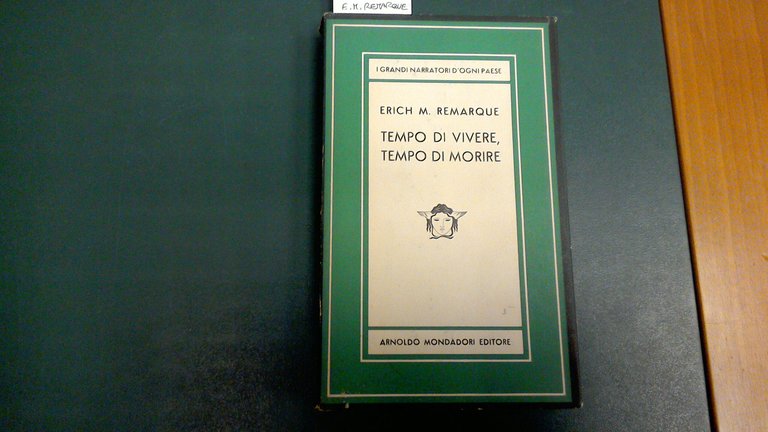 E. M. REMARQUE
I GRANDI NARRATORI D'OGNI PAESE
ERICH M. REMARQUE
TEMPO DI VIVERE,
TEMPO DI MORIRE
ARNOLDO MONDADORI EDITORE